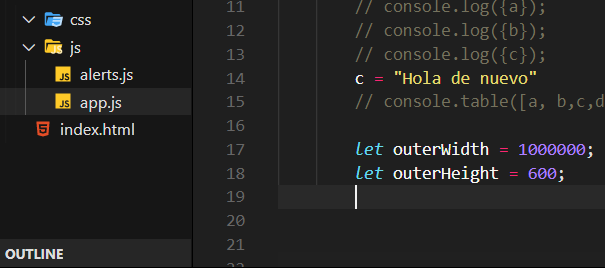 css
js
JS alerts.js
JS app.js
index.html
OUTLINE
11 // console.log({a});
12 // console.log({b});
13 // console.log({c});
14 c = "Hola de nuevo"
15 // console.table([a, b,c,d
16
17 let outerWidth = 1000000;
18 let outerHeight = 600;
19
20
21
22